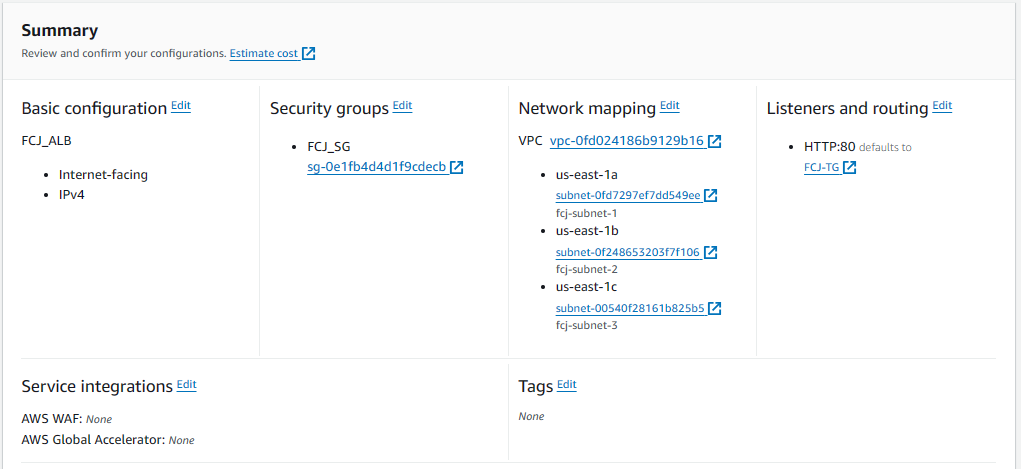 Summary
Review and confirm your configurations. Estimate cost
Basic configuration Edit
FCJ_ALB
• Internet-facing
• IPv4
Security groups Edit
• FCJ_SG
sg-0e1fb4d4d1f9cdecb
Network mapping Edit
VPC vpc-0fd024186b9129b16
• us-east-1a
subnet-0fd7297ef7dd549ee
fcj-subnet-1
• us-east-1b
subnet-0f248653203f7f106
fcj-subnet-2
• us-east-1c
subnet-00540f28161b825b5
fcj-subnet-3
Listeners and routing Edit
• HTTP:80 defaults to
FCJ-TG
Service integrations Edit
AWS WAF: None
AWS Global Accelerator: None
Tags Edit
None